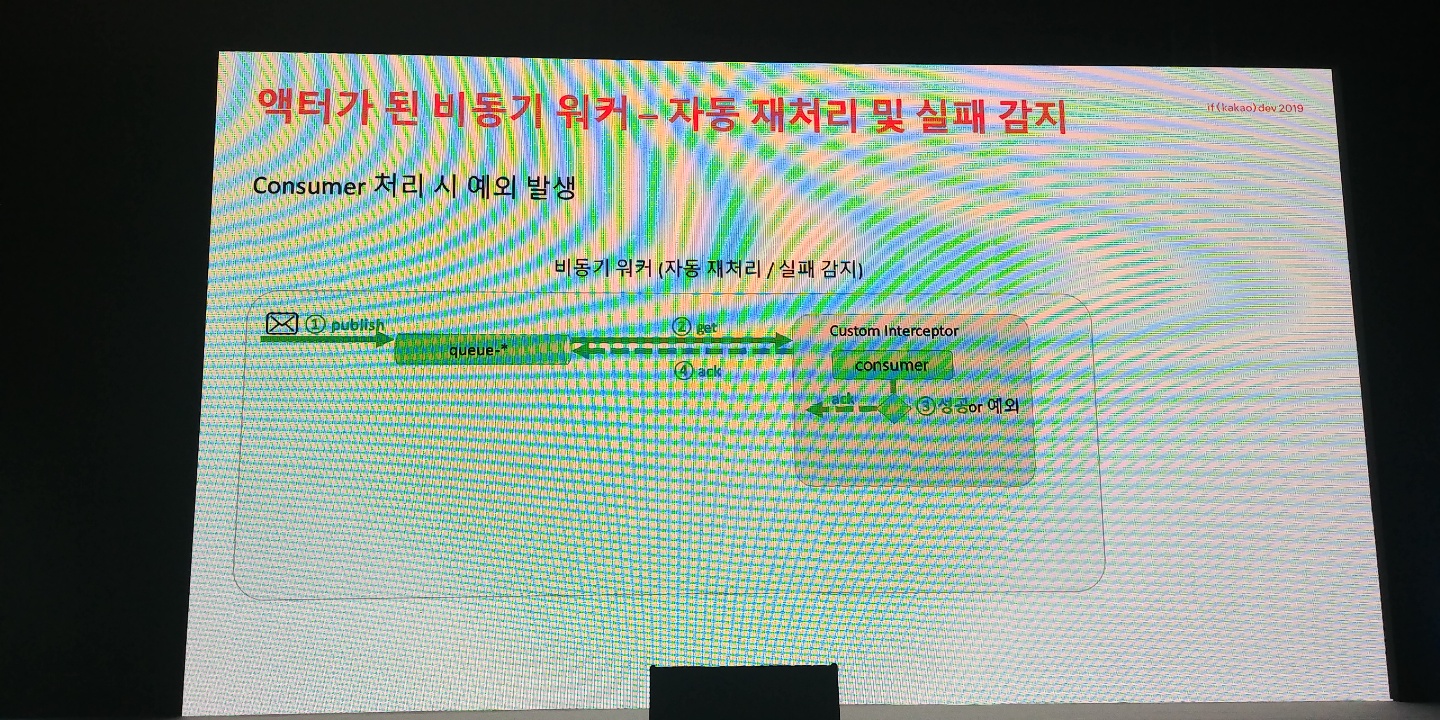 액터가 된 비동기 워커 – 자동 재처리 및 실패 감지
if(kakao)dev 2019
Consumer 처리 시 예외 발생
비동기 워커 (자동 재처리 / 실패 감지)
① publish
queue-*
② get
④ ack
Custom Interceptor
consumer
ack
③ 성공or 예외